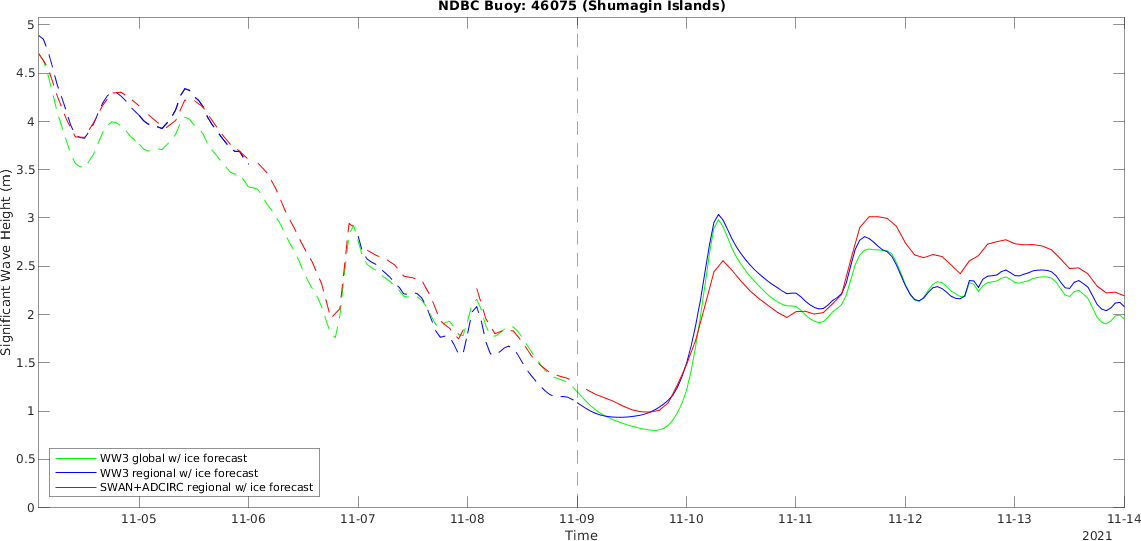 NDBC Buoy: 46075 (Shumagin Islands)
5
4.5
4
3.5
3
2.5
2
1.5
1
0.5
0
Significant Wave Height (m)
WW3 global w/ ice forecast
WW3 regional w/ ice forecast
SWAN+ADCIRC regional w/ ice forecast
11-05 11-06 11-07 11-08 11-09 11-10 11-11 11-12 11-13 11-14
Time
2021